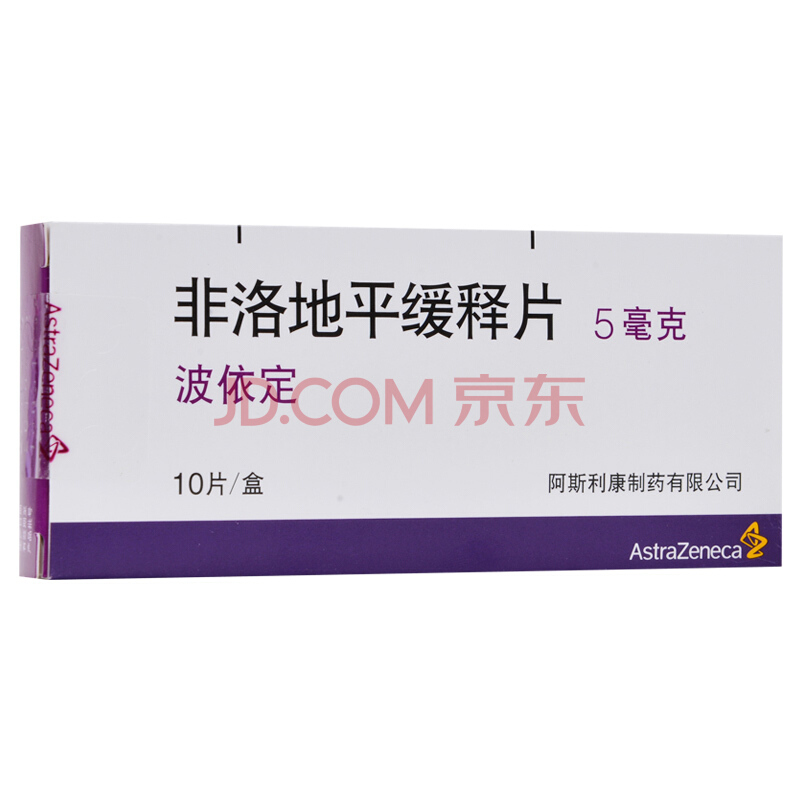 非洛地平缓释片 5毫克
波依定
JD.COM 京东
10片/盒
阿斯利康制药有限公司
AstraZeneca
AstraZeneca